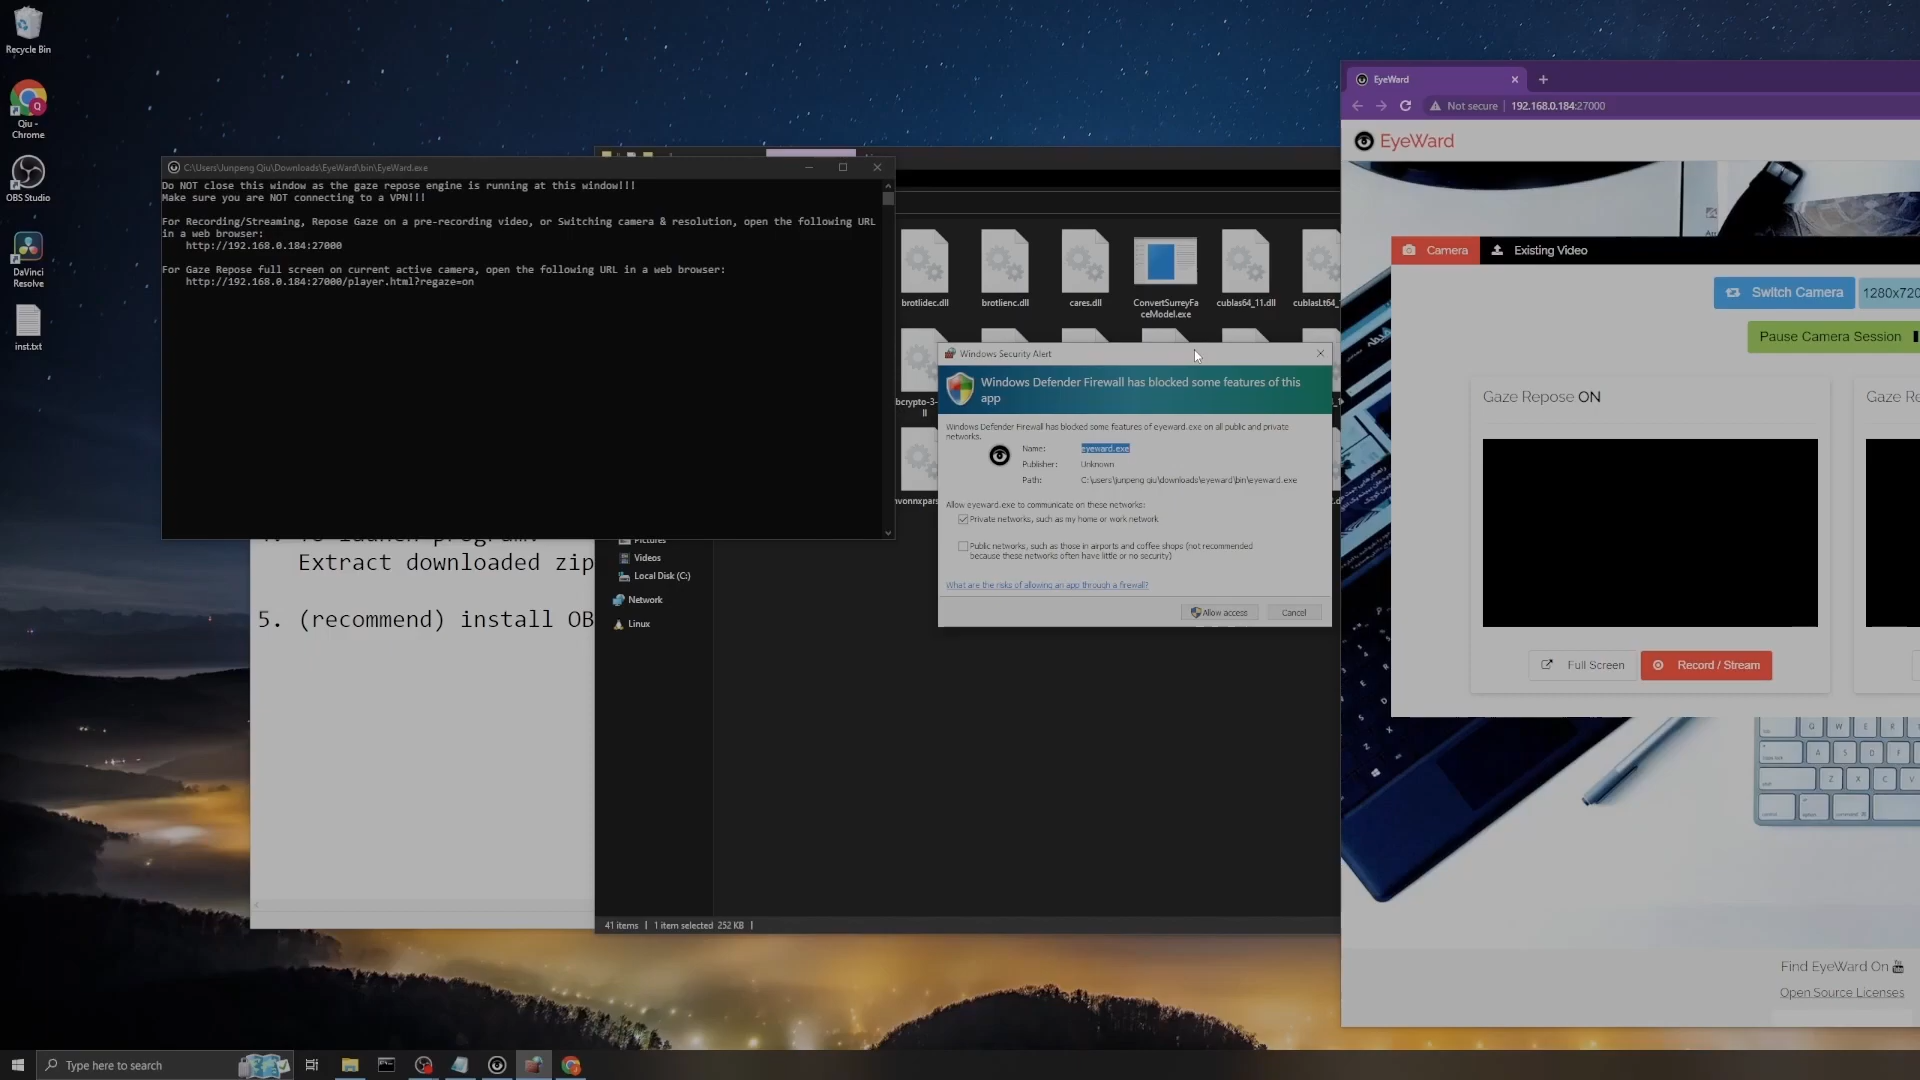 Recycle Bin
Qiu -
Chrome
OBS Studio
DaVinci
Resolve
inst.txt
C:\Users\Junpeng Qiu\Downloads\EyeWard\bin\EyeWard.exe
Do NOT close this window as the gaze repose engine is running at this window!!!
Make sure you are NOT connecting to a VPN!!!
For Recording/Streaming, Repose Gaze on a pre-recording video, or Switching camera & resolution, open the following URL
in a web browser:
http://192.168.0.184:27000
For Gaze Repose full screen on current active camera, open the following URL in a web browser:
http://192.168.0.184:27000/player.html?regaze=on
Extract downloaded zip
5. (recommend) install OB
Pictures
Videos
Local Disk (C:)
Network
Linux
41 items
1 item selected 252 KB
brotlidec.dll
brotlienc.dll
cares.dll
ConvertSurreyFa
ceModel.exe
cublas64_11.dll
cublasLt64_
bcrypto-3-
ll
vonnxpars
Windows Security Alert
Windows Defender Firewall has blocked some features of this
app
Windows Defender Firewall has blocked some features of eyeward.exe on all public and private
networks.
Name: eyeward.exe
Publisher: Unknown
Path: C:\users\junpeng qiu\downloads\eyeward\bin\eyeward.exe
Allow eyeward.exe to communicate on these networks:
Private networks, such as my home or work network
Public networks, such as those in airports and coffee shops (not recommended
because these networks often have little or no security)
What are the risks of allowing an app through a firewall?
Allow access
Cancel
EyeWard
Not secure
192.168.0.184:27000
EyeWard
Camera
Existing Video
Switch Camera
1280x720
Pause Camera Session
Gaze Repose ON
Gaze Re
Full Screen
Record / Stream
Find EyeWard On
Open Source Licenses
Type here to search